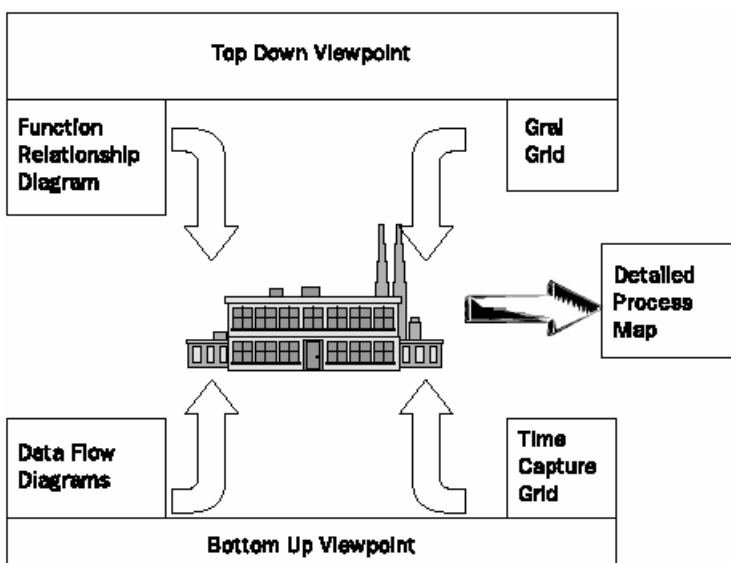 Top Down Viewpoint
Function
Relationship
Diagram
Gral
Grid
Detailed
Process
Map
Data Flow
Diagrams
Time
Capture
Grid
Bottom Up Viewpoint